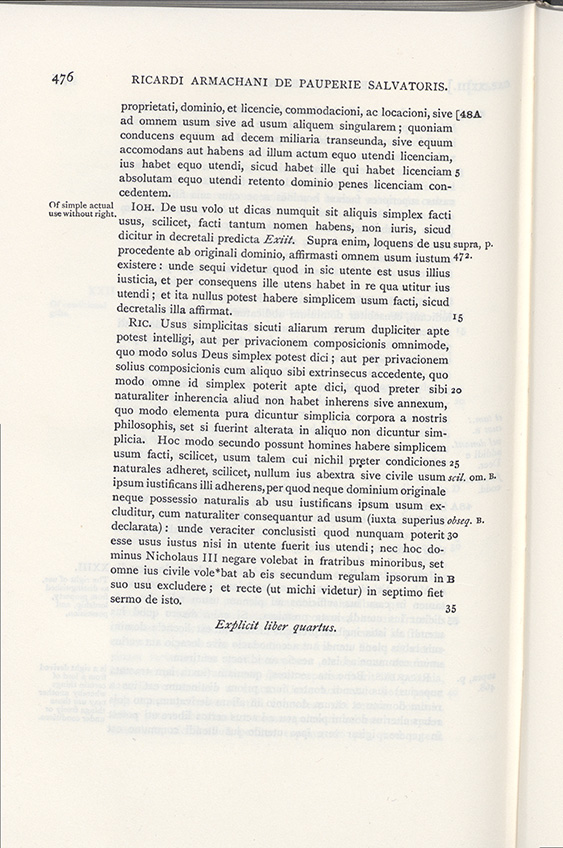 476
RICARDI ARMACHANI DE PAUPERIE SALVATORIS.
proprietati, dominio, et licencie, commodacioni, ac locacioni, sive [48A
ad omnem usum sive ad usum aliquem singularem; quoniam
conducens equum ad decem miliaria transeunda, sive equum
accomodans aut habens ad illum actum equo utendi licenciam,
ius habet equo utendi, sicud habet ille qui habet licenciam 5
absolutam equo utendi retento dominio penes licenciam con-
cedentem.
Of simple actual
use without right.
IOH. De usu volo ut dicas numquit sit aliquis simplex facti
usus, scilicet, facti tantum nomen habens, non iuris, sicud
dicitur in decretali predicta Exiit. Supra enim, loquens de usu supra, p.
procedente ab originali dominio, affirmasti omnem usum iustum 472.
existere: unde sequi videtur quod in sic utente est usus illius
iusticia, et per consequens ille utens habet in re qua utitur ius
utendi; et ita nullus potest habere simplicem usum facti, sicud
decretalis illa affirmat. 15
RIC. Usus simplicitas sicuti aliarum rerum dupliciter apte
potest intelligi, aut per privacionem composicionis omnimode,
quo modo solus Deus simplex potest dici; aut per privacionem
solius composicionis cum aliquo sibi extrinsecus accedente, quo
modo omne id simplex poterit apte dici, quod preter sibi 20
naturaliter inherencia aliud non habet inherens sive annexum,
quo modo elementa pura dicuntur simplicia corpora a nostris
philosophis, set si fuerint alterata in aliquo non dicuntur sim-
plicia. Hoc modo secundo possunt homines habere simplicem
usum facti, scilicet, usum talem cui nichil preter condiciones 25
naturales adheret, scilicet, nullum ius abextra sive civile usum scil. om. B.
ipsum iustificans illi adherens, per quod neque dominium originale
neque possessio naturalis ab usu iustificans ipsum usum ex-
cluditur, cum naturaliter consequantur ad usum (iuxta superius obseq. B.
declarata): unde veraciter conclusisti quod nunquam poterit 30
esse usus iustus nisi in utente fuerit ius utendi; nec hoc do-
minus Nicholaus III negare volebat in fratribus minoribus, set
omne ius civile vole*bat ab eis secundum regulam ipsorum in B
suo usu excludere; et recte (ut michi videtur) in septimo fiet
sermo de isto. 35
Explicit liber quartus.